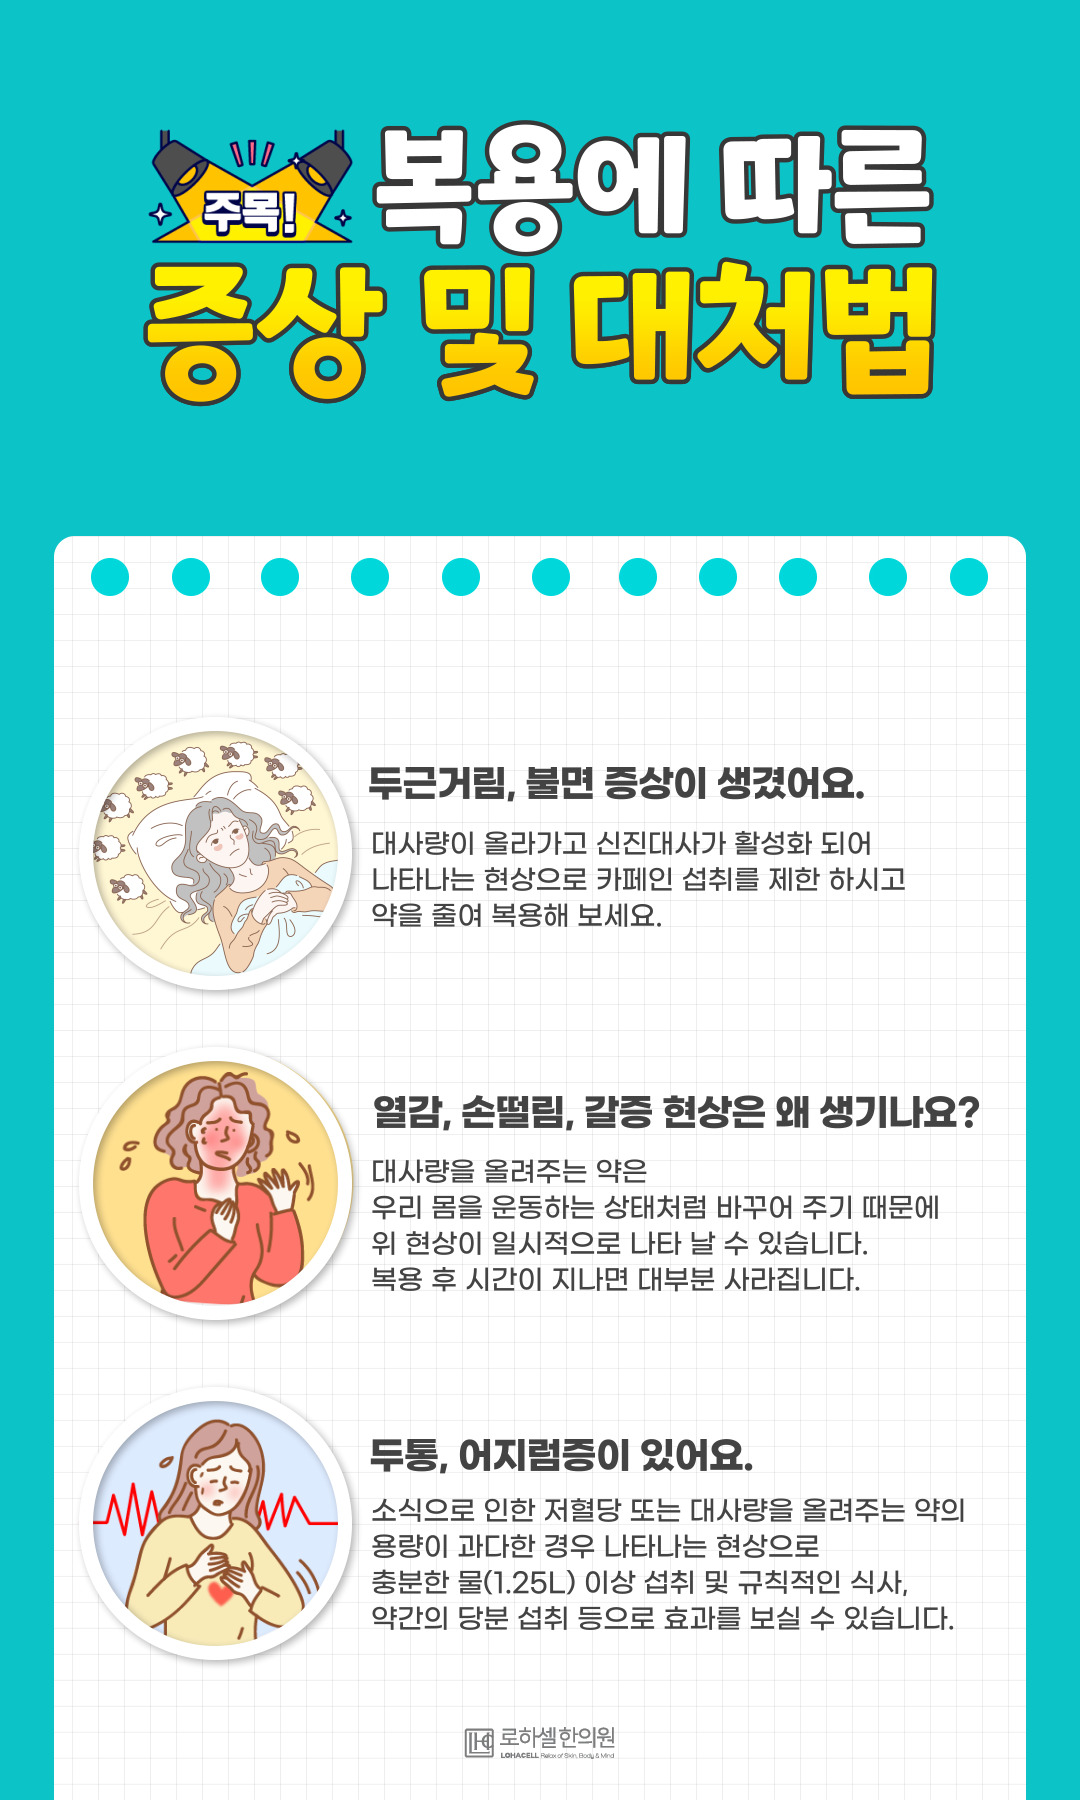 주목!
복용에 따른
증상 및 대처법
두근거림, 불면 증상이 생겼어요.
대사량이 올라가고 신진대사가 활성화 되어
나타나는 현상으로 카페인 섭취를 제한 하시고
약을 줄여 복용해 보세요.
열감, 손떨림, 갈증 현상은 왜 생기나요?
대사량을 올려주는 약은
우리 몸을 운동하는 상태처럼 바꾸어 주기 때문에
위 현상이 일시적으로 나타 날 수 있습니다.
복용 후 시간이 지나면 대부분 사라집니다.
두통, 어지럼증이 있어요.
소식으로 인한 저혈당 또는 대사량을 올려주는 약의
용량이 과다한 경우 나타나는 현상으로
충분한 물(1.25L) 이상 섭취 및 규칙적인 식사,
약간의 당분 섭취 등으로 효과를 보실 수 있습니다.
LHC 로하셀한의원
LOHACELL Relax of Skin, Body & Mind